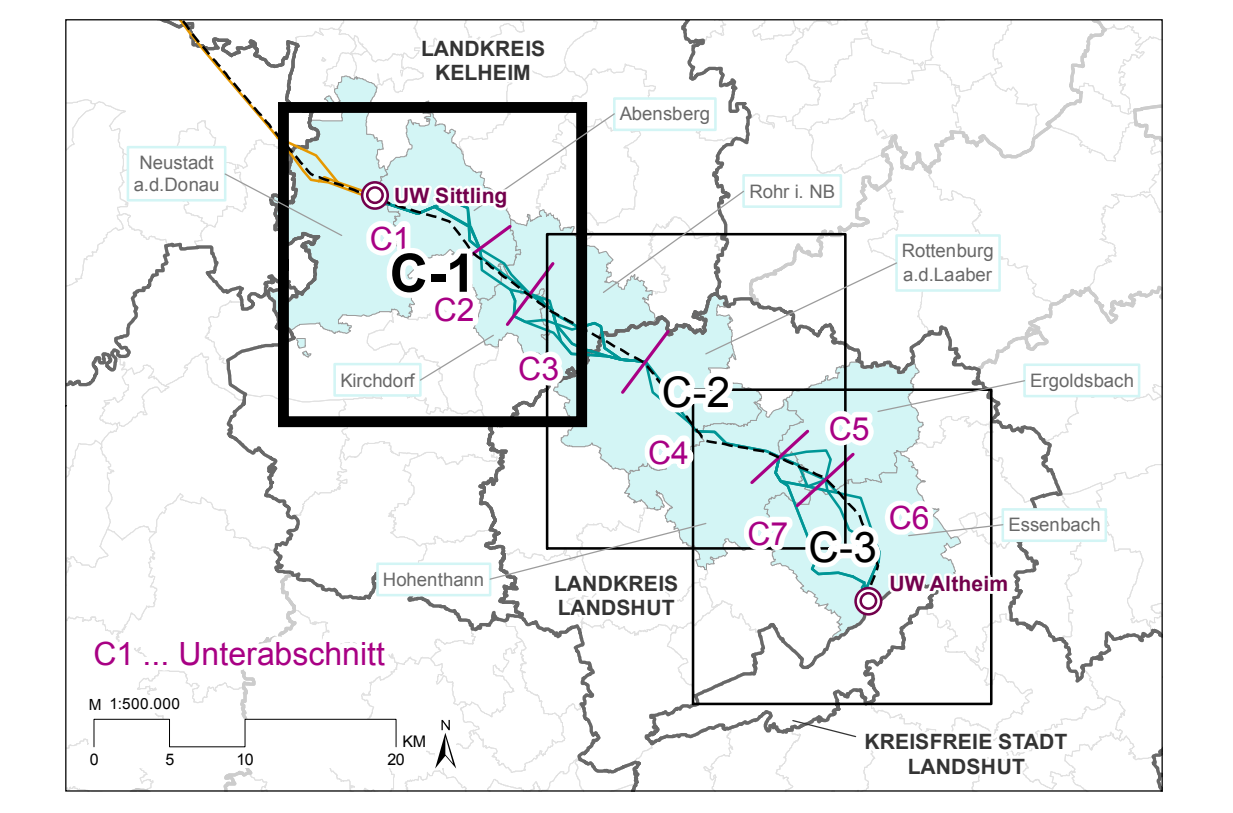 LANDKREIS
KELHEIM
Abensberg
Neustadt
a.d.Donau
UW Sittling
Rohr i. NB
C1
C-1
Rottenburg
a.d.Laaber
C2
C3
Kirchdorf
C-2
Ergoldsbach
C5
C4
C6
Essenbach
C7
C-3
Hohenthann
LANDKREIS
LANDSHUT
UW Altheim
C1 ... Unterabschnitt
M 1:500.000
N
KM
0 5 10 20
KREISFREIE STADT
LANDSHUT